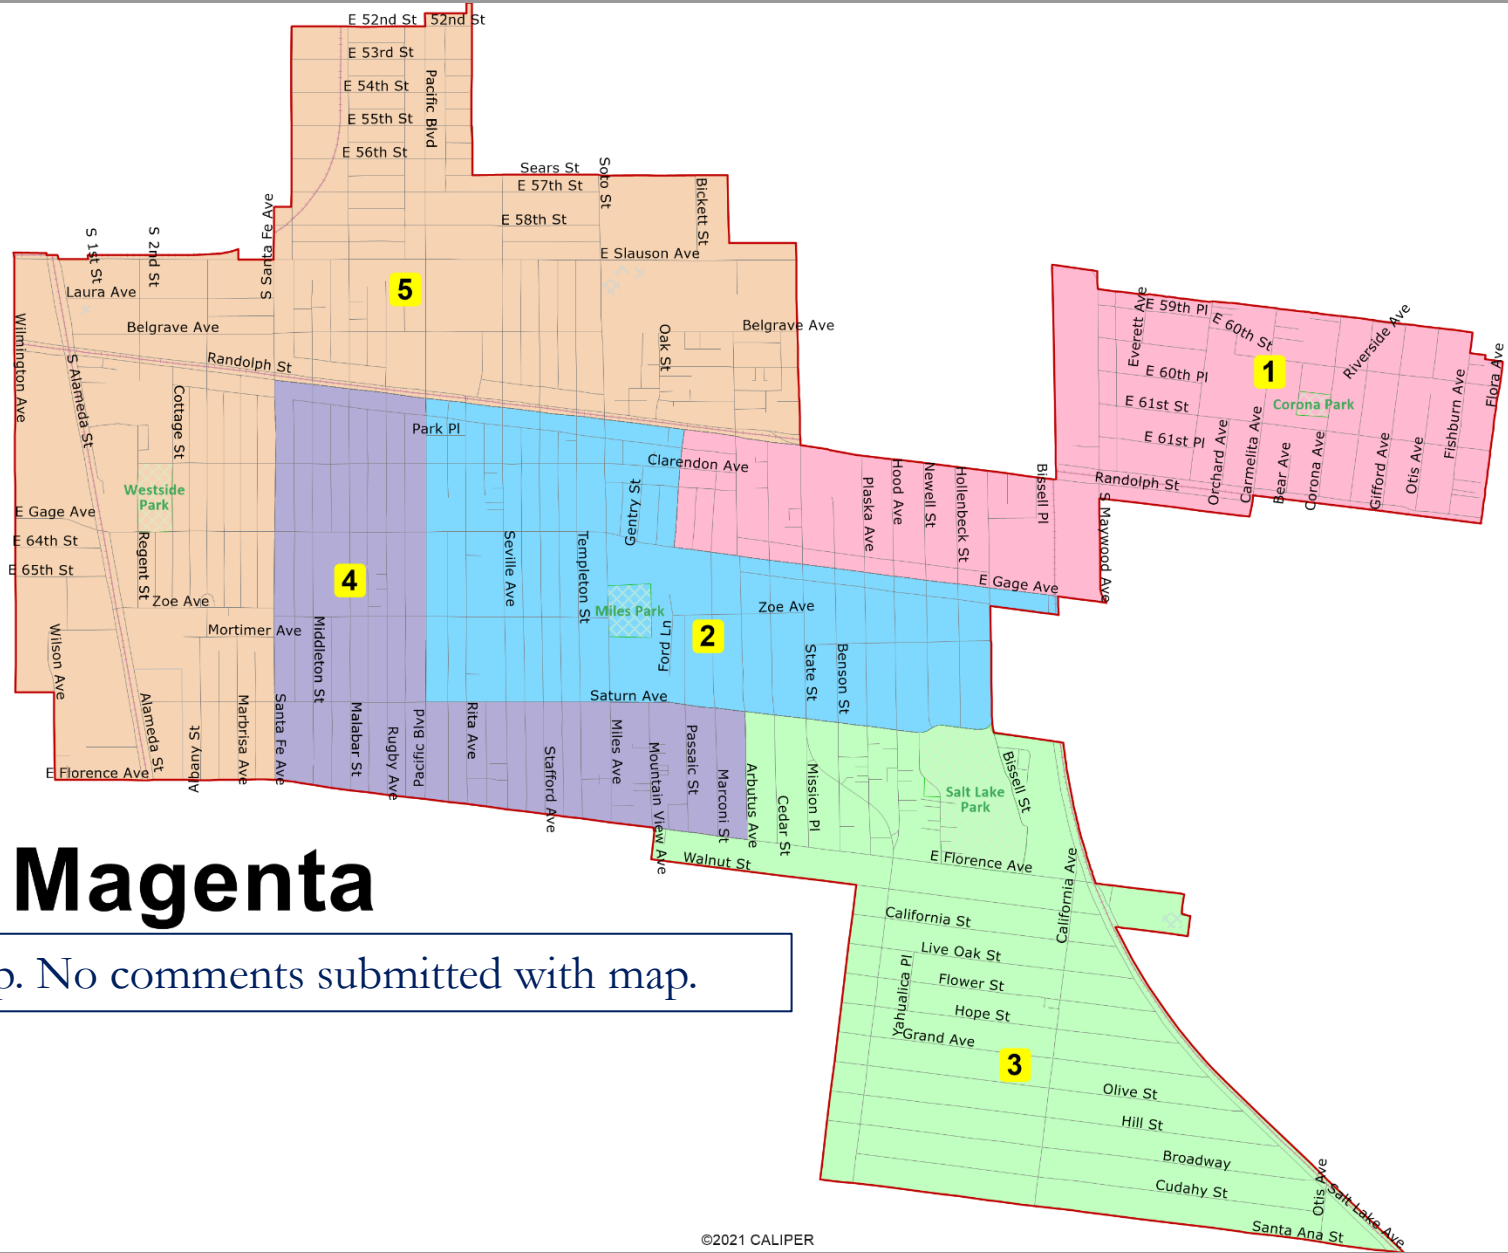 E 52nd St
52nd St
E 53rd St
E 54th St
Pacific Blvd
E 55th St
E 56th St
Sears St
Soto St
E 57th St
Bickett St
E 58th St
S Santa Fe Ave
S 1st St
S 2nd St
E Slauson Ave
5
Laura Ave
Belgrave Ave
Belgrave Ave
Oak St
Wilmington Ave
Randolph St
S Alameda St
Cottage St
Everett Ave
E 59th Pl
E 60th St
Riverside Ave
1
E 60th Pl
Flora Ave
Fishburn Ave
E 61st St
Corona Park
E 61st Pl
Orchard Ave
Carmelita Ave
Bear Ave
Corona Ave
Gifford Ave
Otis Ave
Randolph St
Park Pl
Clarendon Ave
Westside
Park
Gentry St
Plaska Ave
Hood Ave
Newell St
Hollenbeck St
Bissell Pl
S Maywood Ave
E Gage Ave
E 64th St
E 65th St
Regent St
Seville Ave
Templeton St
E Gage Ave
4
Zoe Ave
Miles Park
Zoe Ave
2
Ford Ln
Mortimer Ave
Wilson Ave
Middleton St
State St
Benson St
Saturn Ave
Alameda St
Albany St
Marbrisa Ave
Santa Fe Ave
Malabar St
Rugby Ave
Pacific Blvd
Rita Ave
Stafford Ave
Miles Ave
Mountain View Ave
Passaic St
Marconi St
Arbutus Ave
Cedar St
Mission Pl
Bissell St
Salt Lake
Park
E Florence Ave
E Florence Ave
Walnut St
California Ave
Magenta
California St
Live Oak St
p. No comments submitted with map.
Yahualica Pl
Flower St
Hope St
Grand Ave
3
Olive St
Hill St
Broadway
Cudahy St
Otis Ave
Salt Lake Ave
Santa Ana St
©2021 CALIPER